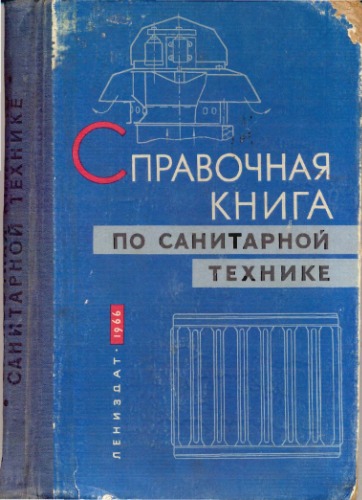 САНИТАРНОЙ ТЕХНИКЕ
СПРАВОЧНАЯ
КНИГА
ПО САНИТАРНОЙ
ТЕХНИКЕ
ЛЕНИЗДАТ · 1966